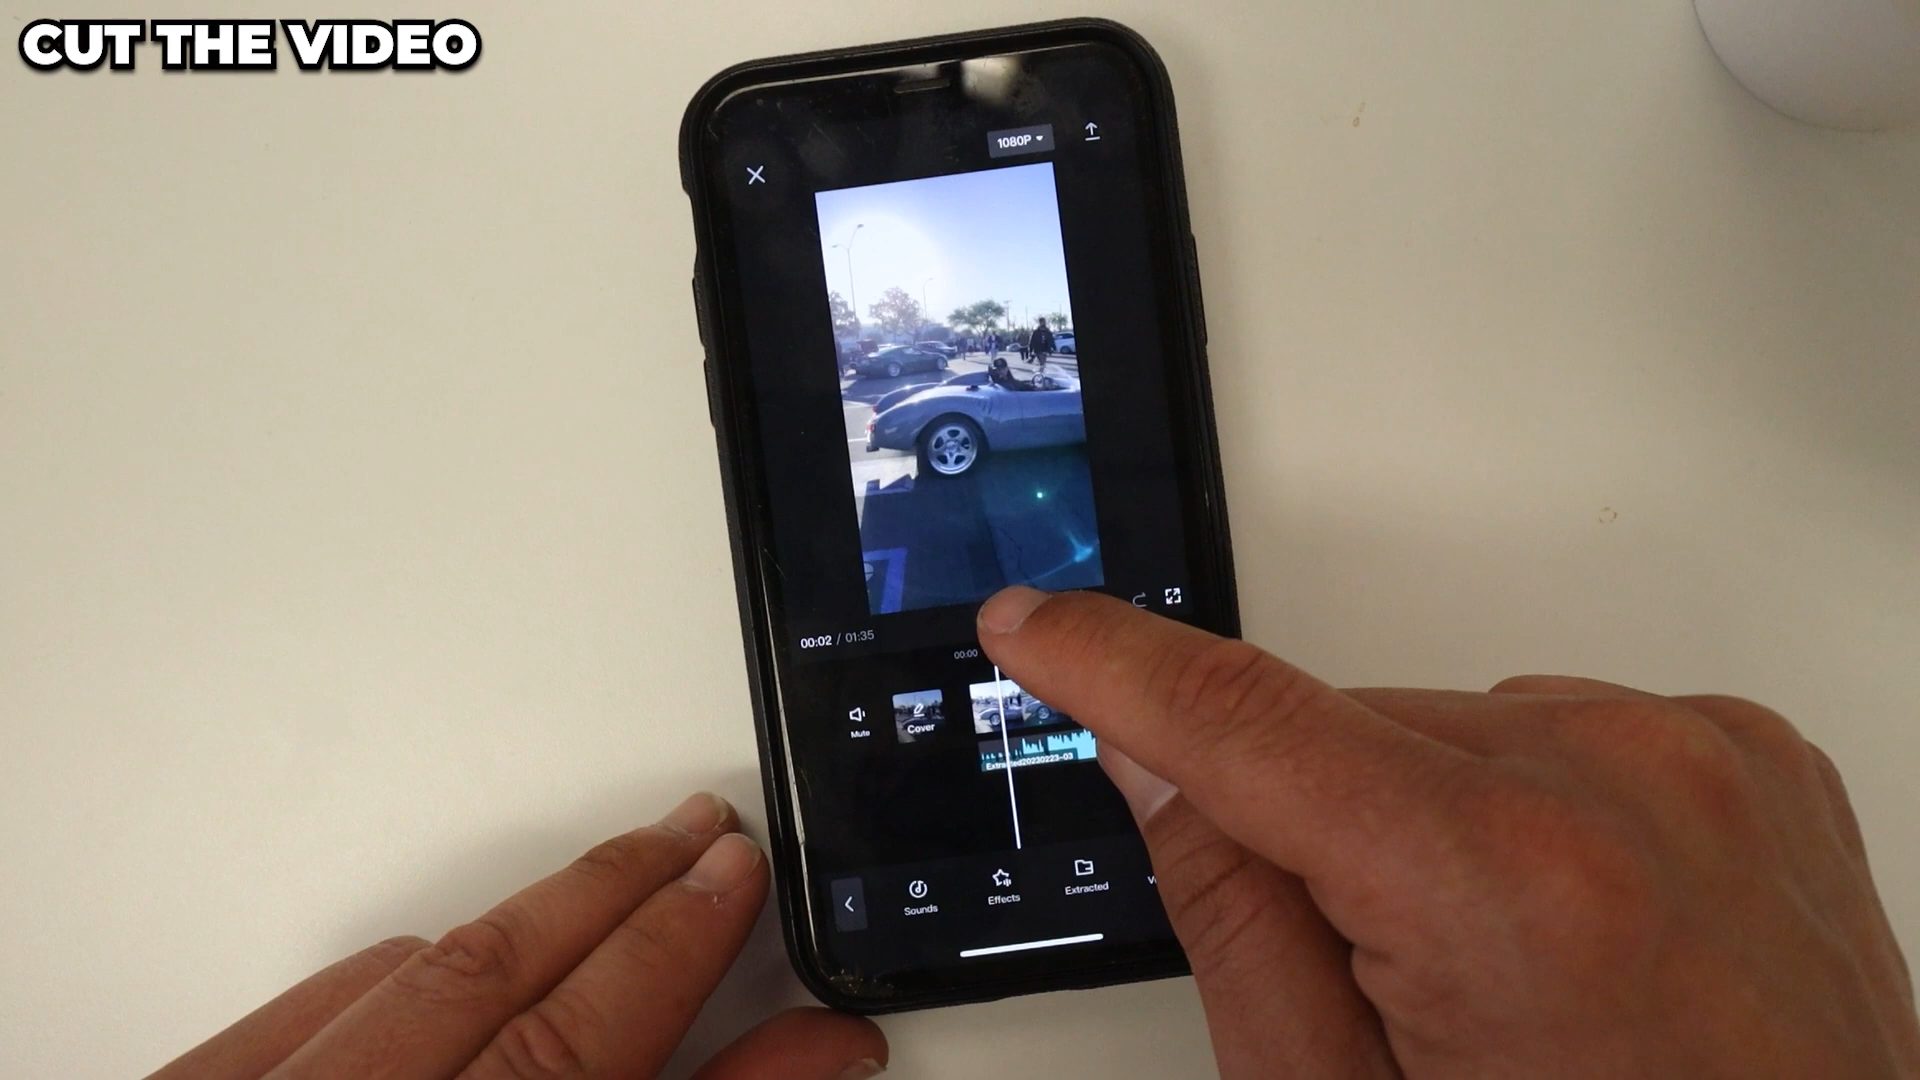 CUT THE VIDEO
1080P
00:02 / 01:35
00:00
Mute
Cover
Extracted20230223-03
Sounds
Effects
Extracted